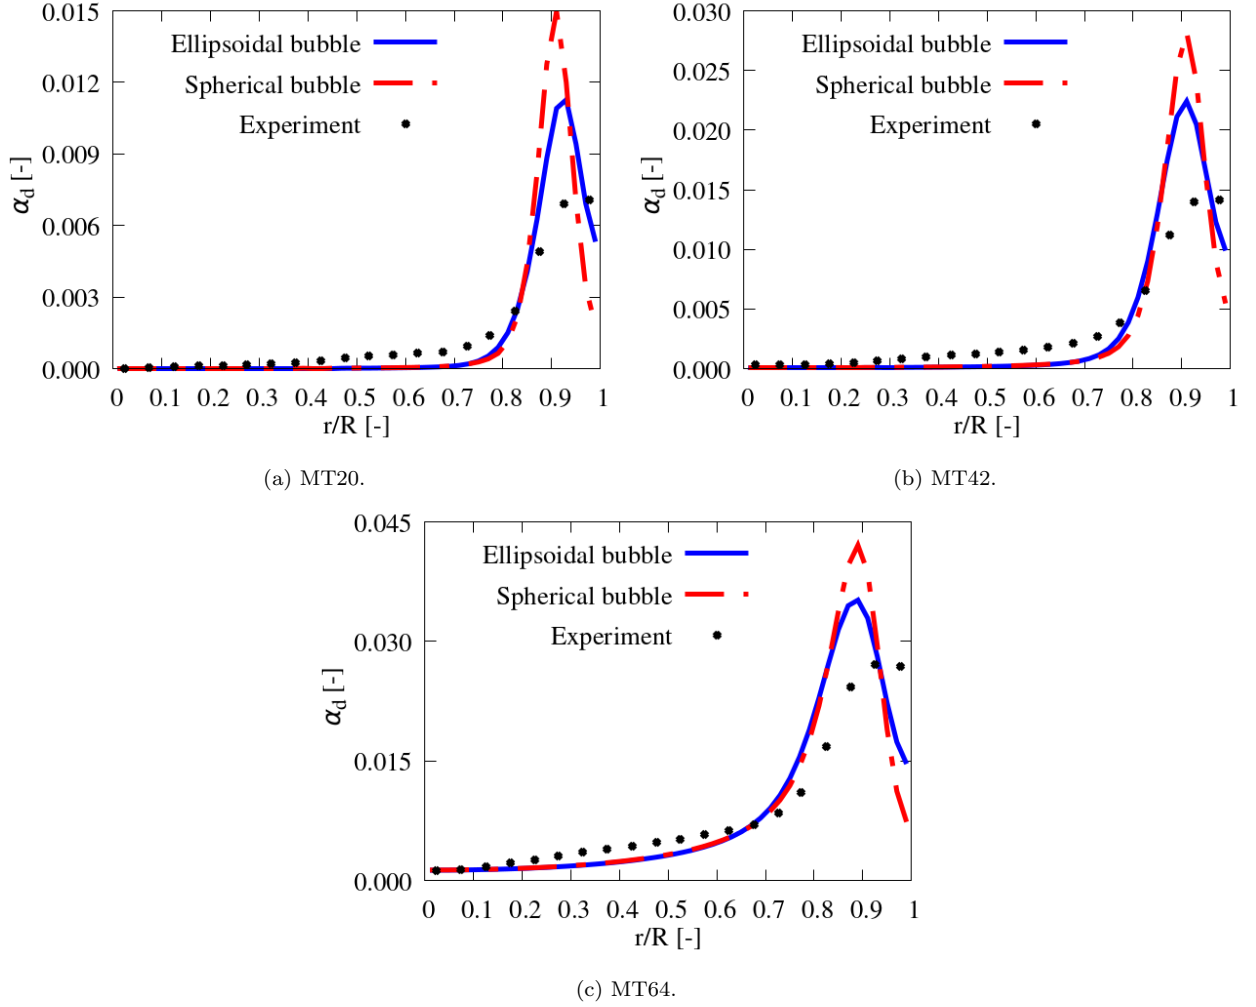 0.015
0.012
0.009
0.006
0.003
0.000
α_d [-]
Ellipsoidal bubble
Spherical bubble
Experiment
0 0.1 0.2 0.3 0.4 0.5 0.6 0.7 0.8 0.9 1
r/R [-]
(a) MT20.
0.030
0.025
0.020
0.015
0.010
0.005
0.000
α_d [-]
Ellipsoidal bubble
Spherical bubble
Experiment
0 0.1 0.2 0.3 0.4 0.5 0.6 0.7 0.8 0.9 1
r/R [-]
(b) MT42.
0.045
0.030
0.015
0.000
α_d [-]
Ellipsoidal bubble
Spherical bubble
Experiment
0 0.1 0.2 0.3 0.4 0.5 0.6 0.7 0.8 0.9 1
r/R [-]
(c) MT64.